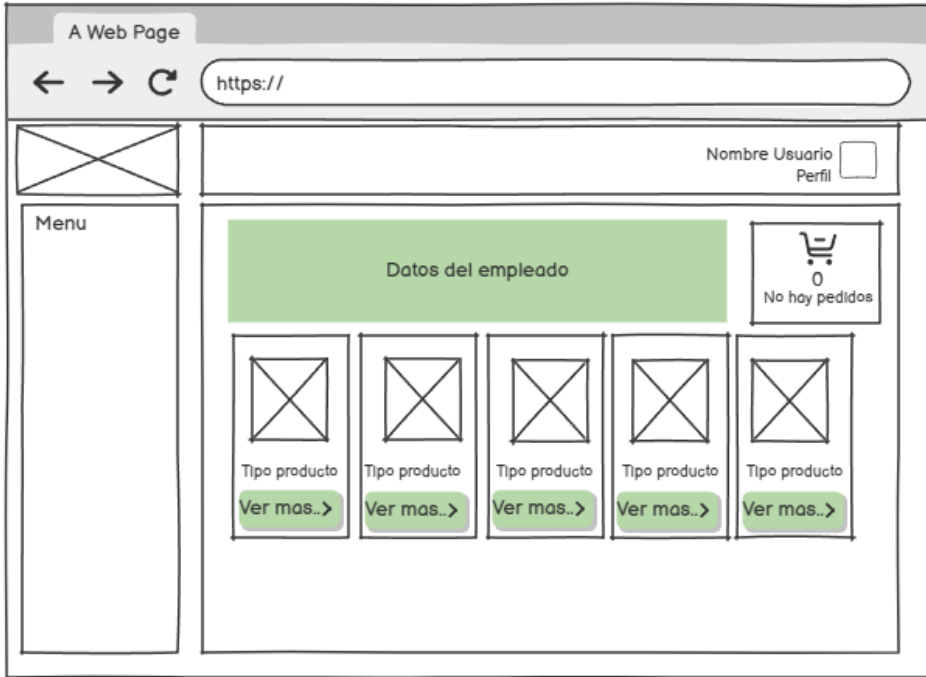 A Web Page
https://
Nombre Usuario
Perfil
Menu
Datos del empleado
0
No hay pedidos
Tipo producto
Tipo producto
Tipo producto
Tipo producto
Tipo producto
Ver mas..
Ver mas..
Ver mas..
Ver mas..
Ver mas..